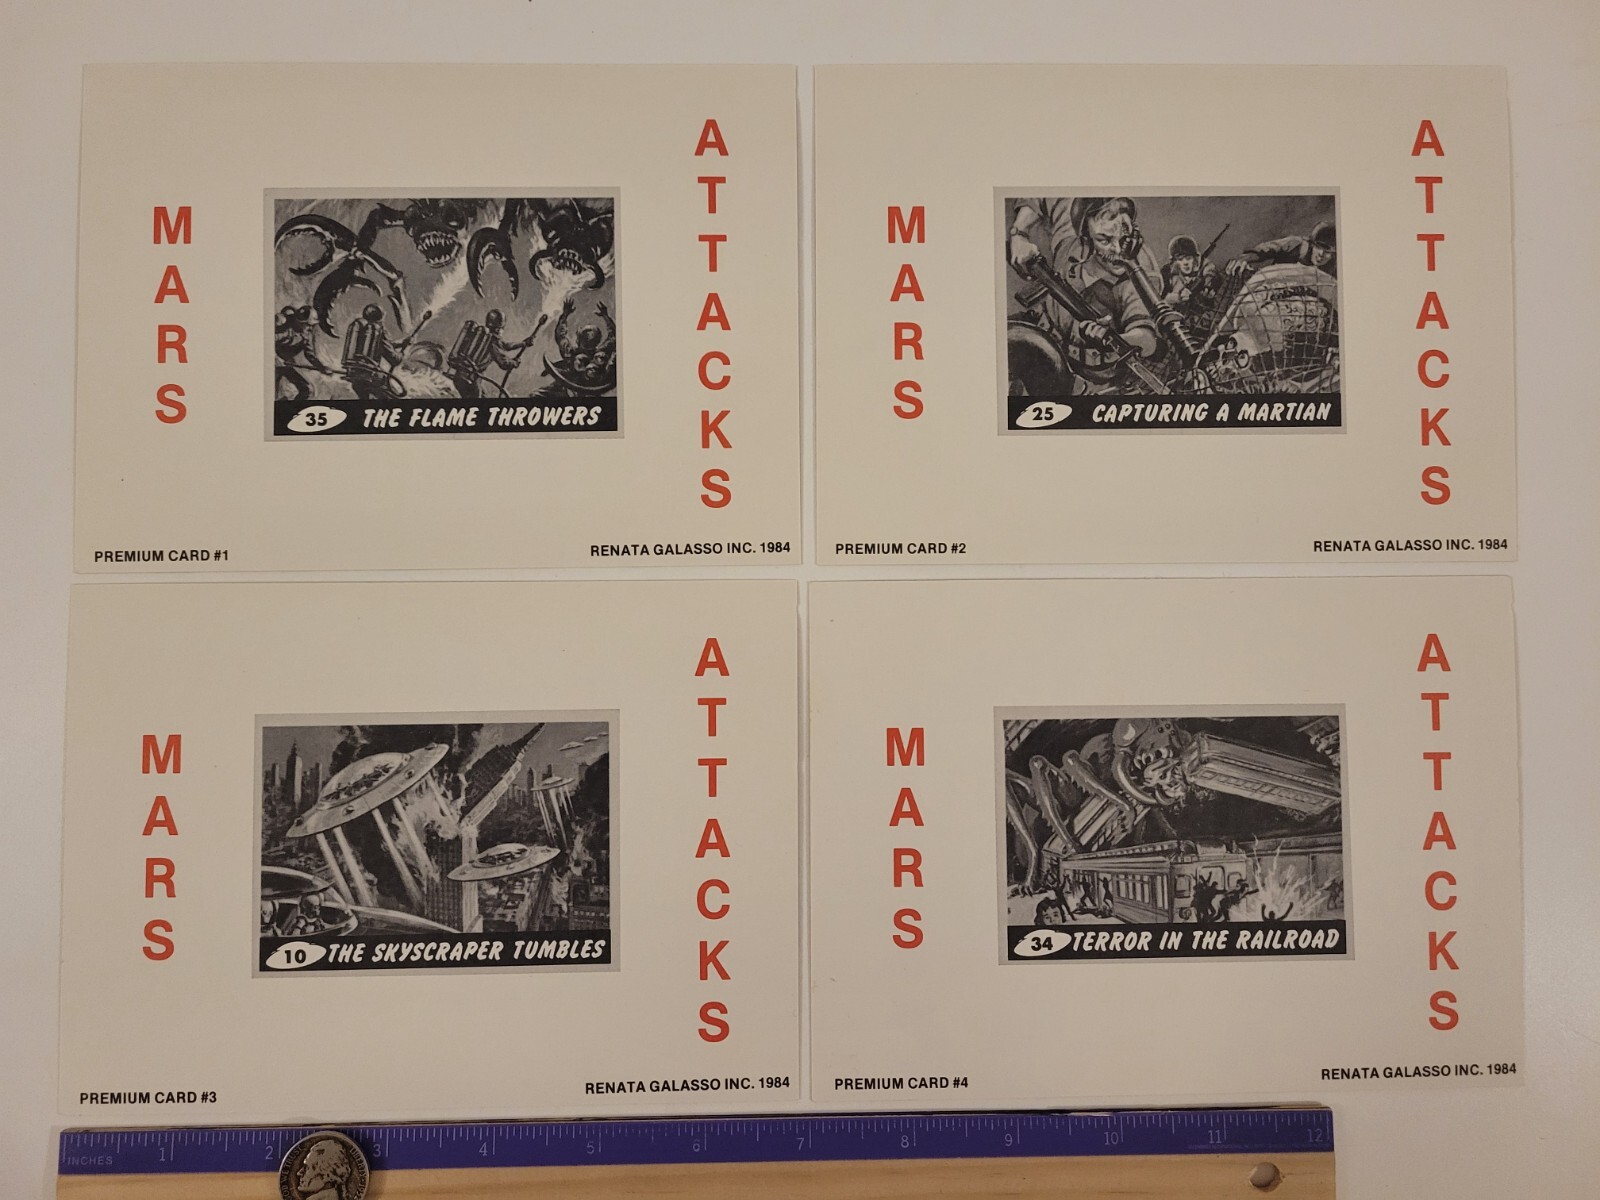 MARS
ATTACKS
35 THE FLAME THROWERS
PREMIUM CARD #1
RENATA GALASSO INC. 1984
MARS
ATTACKS
25 CAPTURING A MARTIAN
PREMIUM CARD #2
RENATA GALASSO INC. 1984
MARS
ATTACKS
10 THE SKYSCRAPER TUMBLES
PREMIUM CARD #3
RENATA GALASSO INC. 1984
MARS
ATTACKS
34 TERROR IN THE RAILROAD
PREMIUM CARD #4
RENATA GALASSO INC. 1984
INCHES 1 2 3 4 5 6 7 8 9 10 11 12